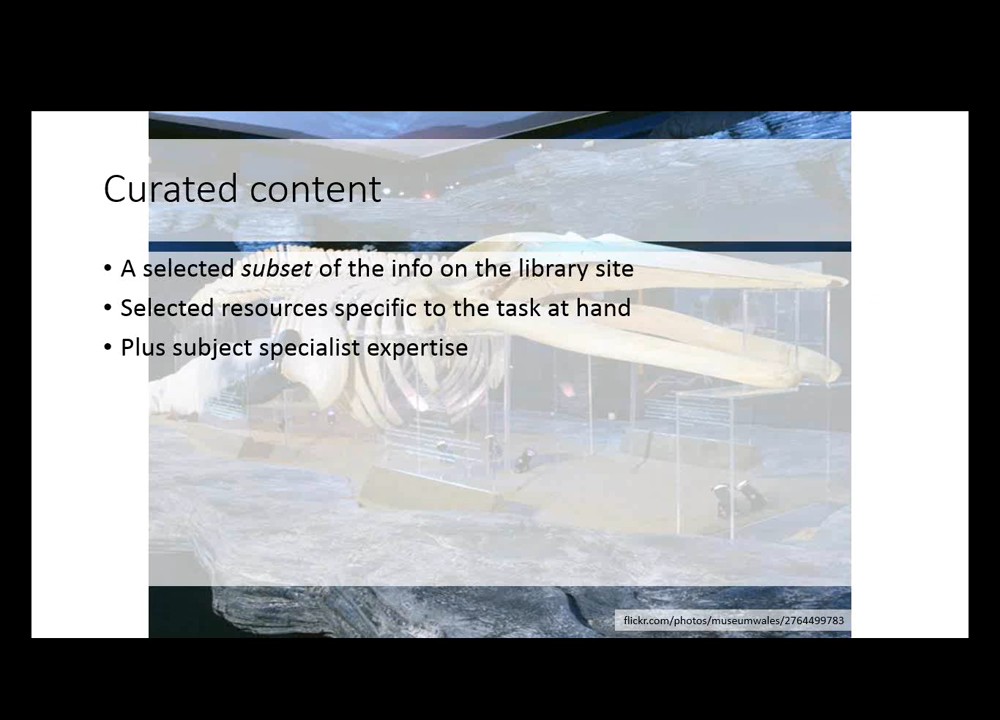 Curated content
• A selected subset of the info on the library site
• Selected resources specific to the task at hand
• Plus subject specialist expertise
flickr.com/photos/museumwales/2764499783